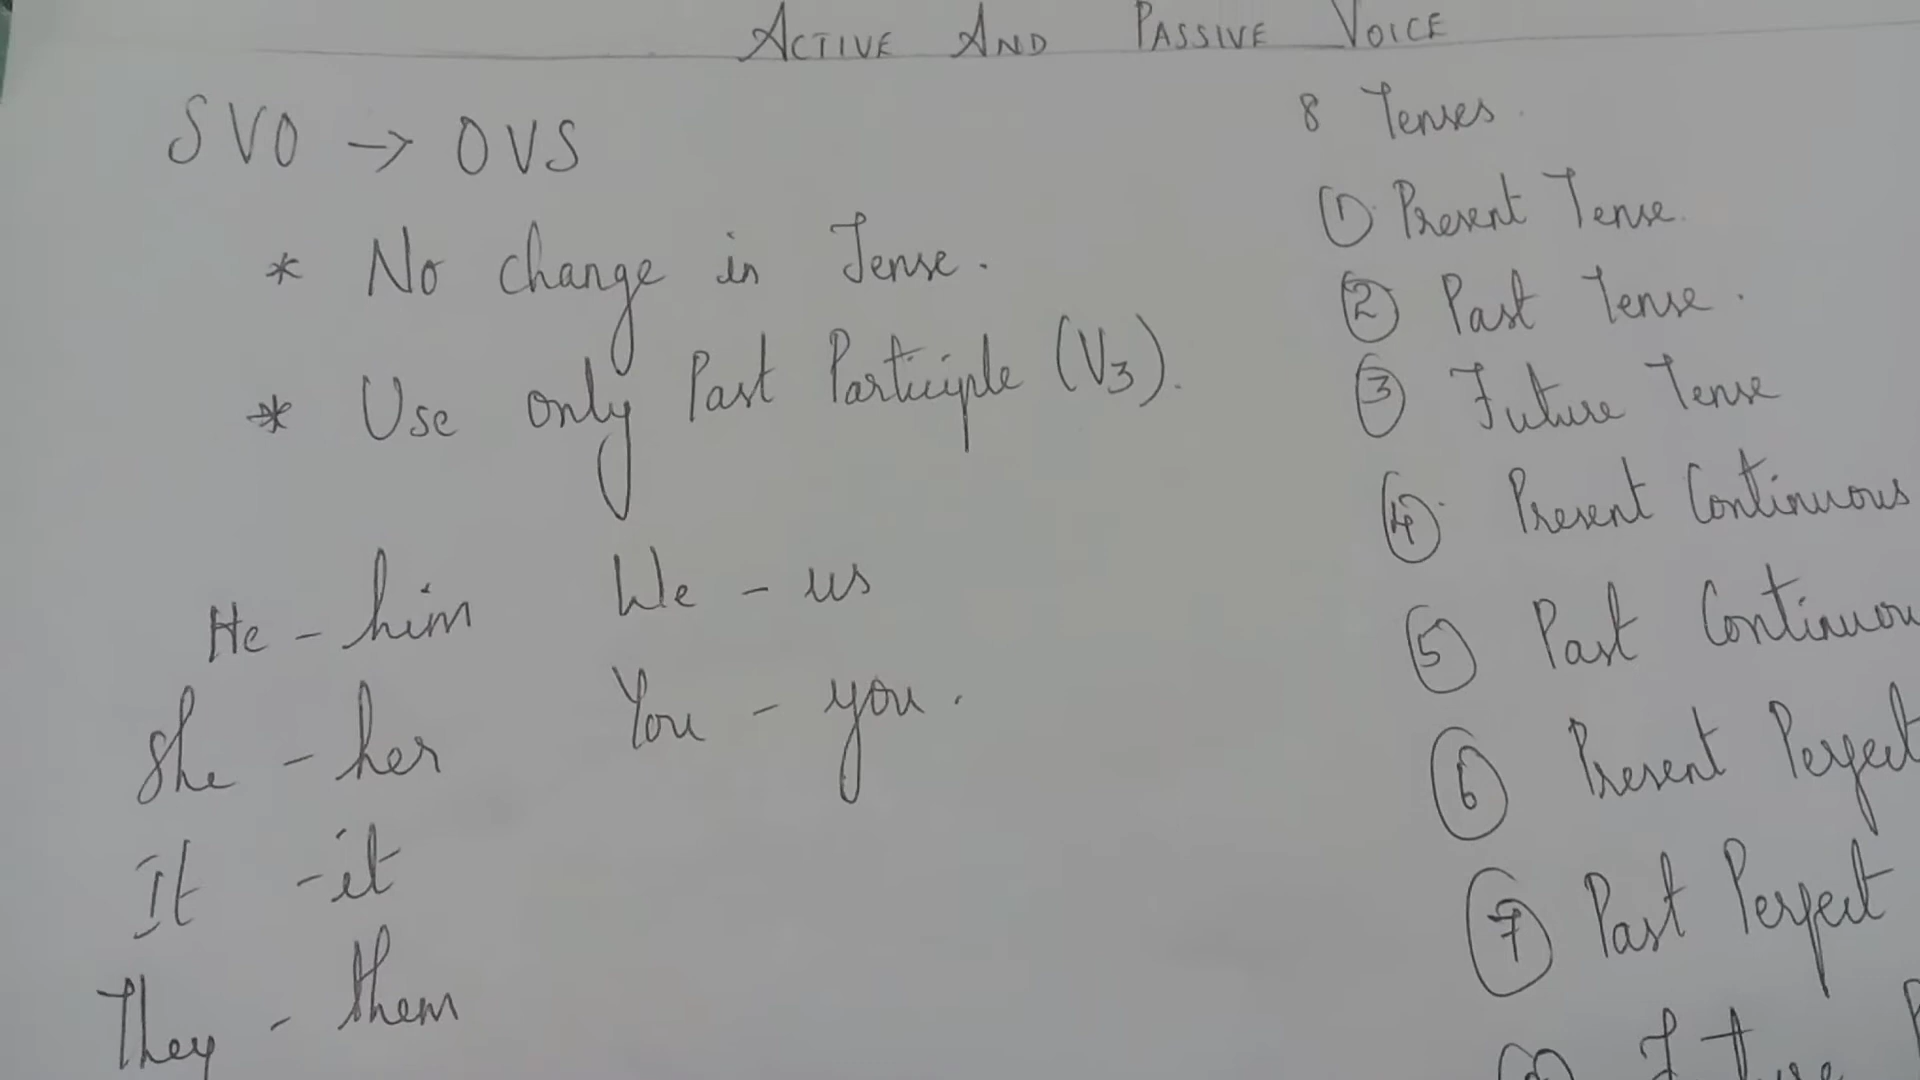 ACTIVE AND PASSIVE VOICE
SVO → OVS
* No change in Tense.
* Use only Past Participle (V3).
He - him
She - her
It - it
They - them
We - us
You - you.
8 Tenses.
① Present Tense.
② Past Tense.
③ Future Tense
④. Present Continuous
⑤ Past Continuou
⑥ Present Perfect
⑦ Past Perfect
Future